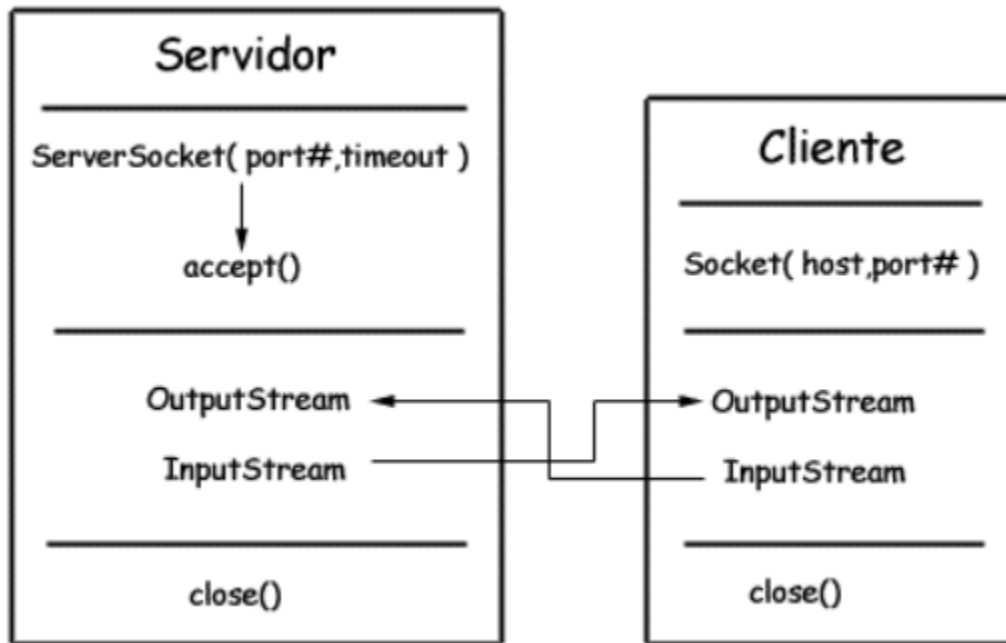 Servidor
ServerSocket( port#,timeout )
accept()
OutputStream
InputStream
close()
Cliente
Socket( host,port# )
OutputStream
InputStream
close()